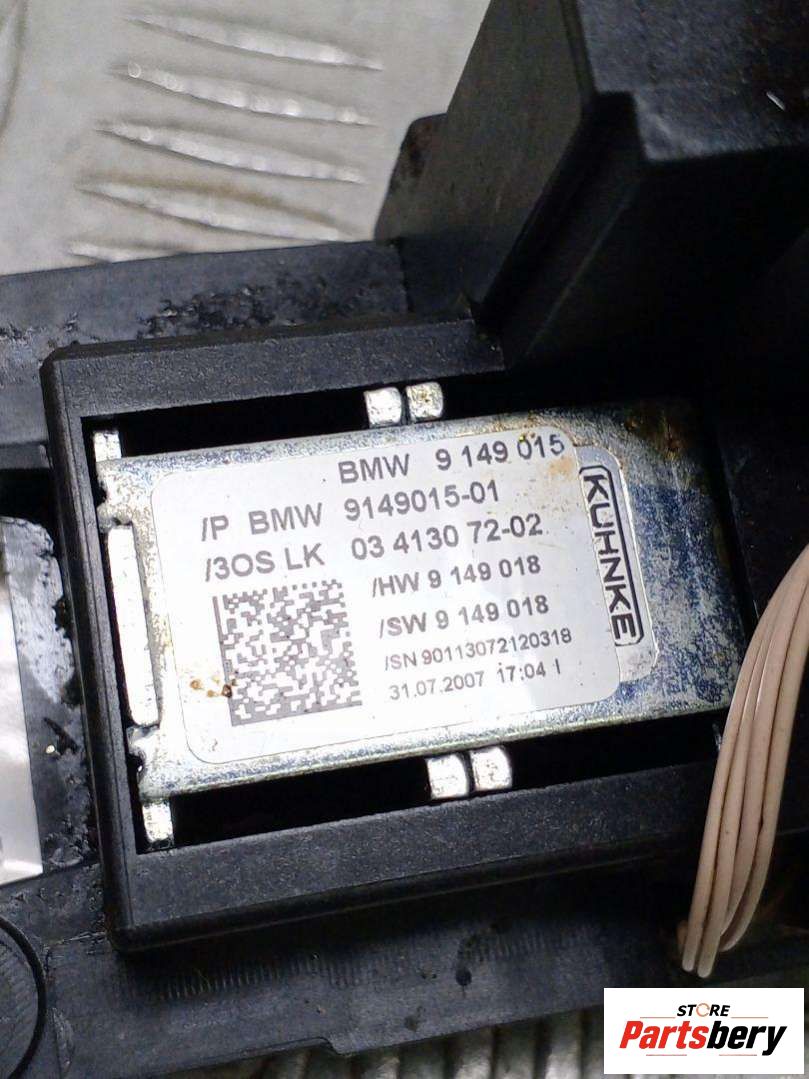 BMW 9 149 015
/P BMW 9149015-01
/3OS LK 03 4130 72-02
/HW 9 149 018
/SW 9 149 018
/SN 90113072120318
31.07.2007 17:04 I
KUHNKE
STORE
Partsbery